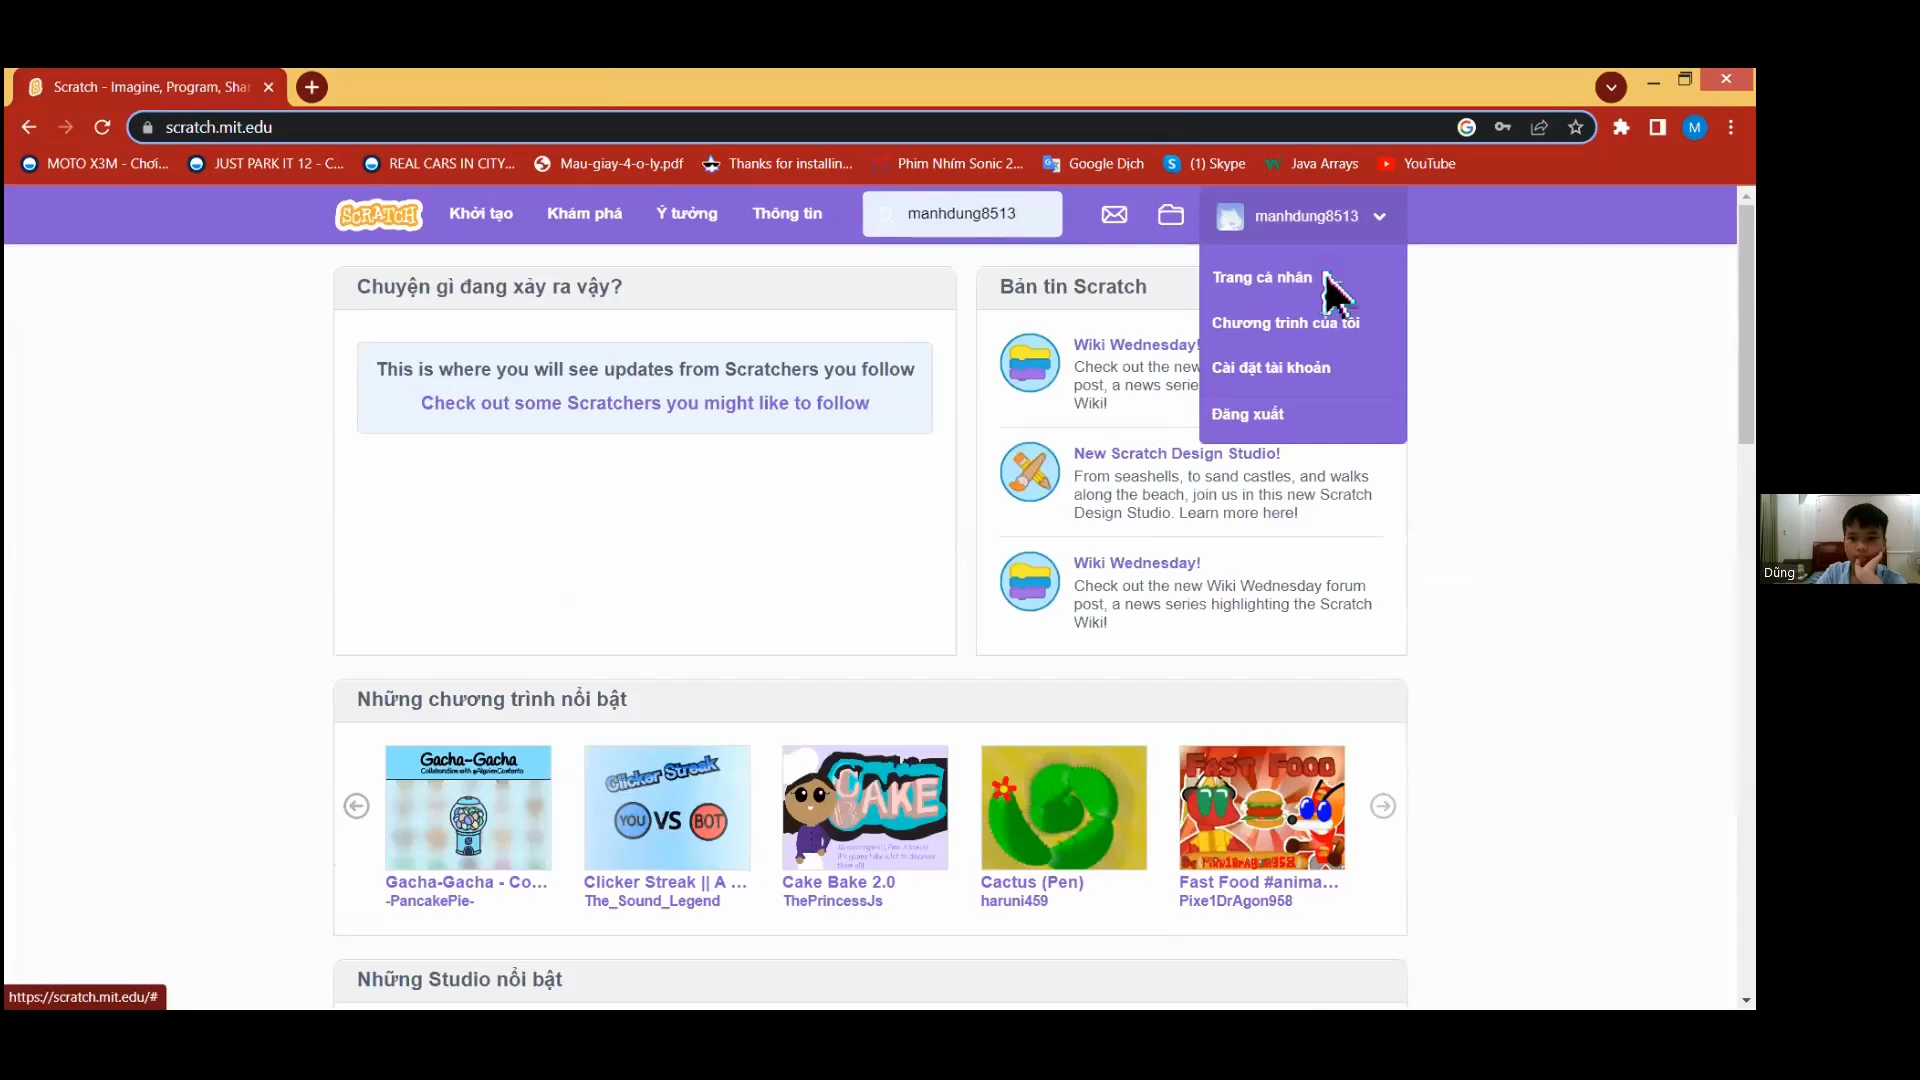 Scratch - Imagine, Program, Shar
scratch.mit.edu
MOTO X3M - Chơi...
JUST PARK IT 12 - C...
REAL CARS IN CITY...
Mau-giay-4-o-ly.pdf
Thanks for installin...
Phim Nhím Sonic 2...
Google Dịch
(1) Skype
Java Arrays
YouTube
M
SCRATCH
Khởi tạo
Khám phá
Ý tưởng
Thông tin
manhdung8513
manhdung8513
Trang cá nhân
Chương trình của tôi
Cài đặt tài khoản
Đăng xuất
Chuyện gì đang xảy ra vậy?
This is where you will see updates from Scratchers you follow
Check out some Scratchers you might like to follow
Bản tin Scratch
Wiki Wednesday!
Check out the new
post, a news serie
Wiki!
New Scratch Design Studio!
From seashells, to sand castles, and walks
along the beach, join us in this new Scratch
Design Studio. Learn more here!
Wiki Wednesday!
Check out the new Wiki Wednesday forum
post, a news series highlighting the Scratch
Wiki!
Dũng
Những chương trình nổi bật
Gacha-Gacha
Clicker Streak
YOU VS BOT
CAKE
FAST FOOD
Gacha-Gacha - Co...
-PancakePie-
Clicker Streak || A ...
The_Sound_Legend
Cake Bake 2.0
ThePrincessJs
Cactus (Pen)
haruni459
Fast Food #anima...
Pixe1DrAgon958
Những Studio nổi bật
https://scratch.mit.edu/#